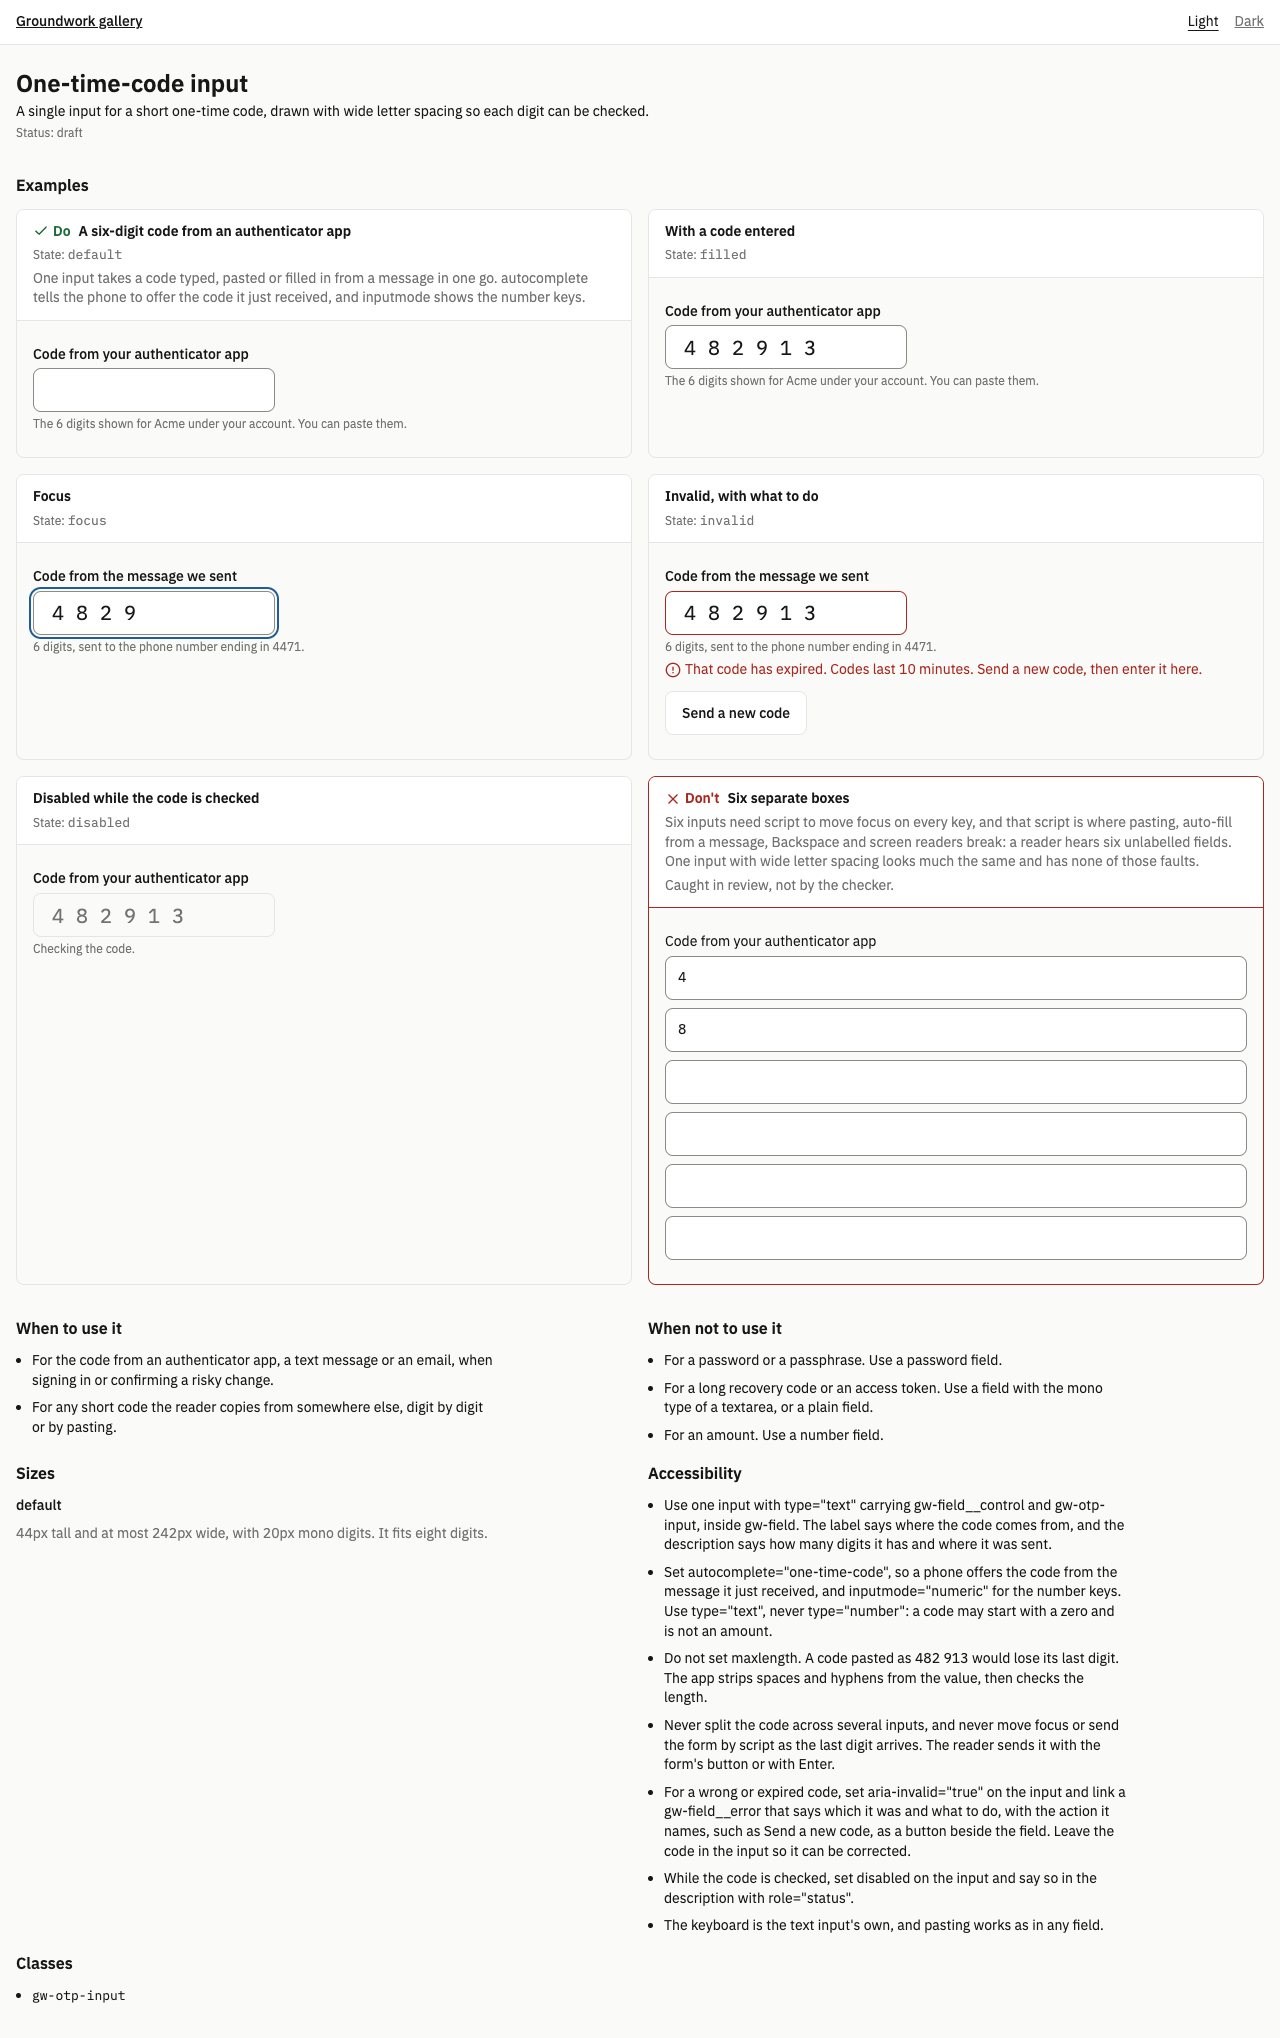 Groundwork gallery
Light Dark
One-time-code input
A single input for a short one-time code, drawn with wide letter spacing so each digit can be checked.
Status: draft
Examples
Do A six-digit code from an authenticator app
State: default
One input takes a code typed, pasted or filled in from a message in one go. autocomplete
tells the phone to offer the code it just received, and inputmode shows the number keys.
Code from your authenticator app
The 6 digits shown for Acme under your account. You can paste them.
With a code entered
State: filled
Code from your authenticator app
4 8 2 9 1 3
The 6 digits shown for Acme under your account. You can paste them.
Focus
State: focus
Code from the message we sent
4 8 2 9
6 digits, sent to the phone number ending in 4471.
Invalid, with what to do
State: invalid
Code from the message we sent
4 8 2 9 1 3
6 digits, sent to the phone number ending in 4471.
That code has expired. Codes last 10 minutes. Send a new code, then enter it here.
Send a new code
Disabled while the code is checked
State: disabled
Code from your authenticator app
4 8 2 9 1 3
Checking the code.
Don't Six separate boxes
Six inputs need script to move focus on every key, and that script is where pasting, auto-fill
from a message, Backspace and screen readers break: a reader hears six unlabelled fields.
One input with wide letter spacing looks much the same and has none of those faults.
Caught in review, not by the checker.
Code from your authenticator app
4
8
When to use it
• For the code from an authenticator app, a text message or an email, when
signing in or confirming a risky change.
• For any short code the reader copies from somewhere else, digit by digit
or by pasting.
When not to use it
• For a password or a passphrase. Use a password field.
• For a long recovery code or an access token. Use a field with the mono
type of a textarea, or a plain field.
• For an amount. Use a number field.
Sizes
default
44px tall and at most 242px wide, with 20px mono digits. It fits eight digits.
Accessibility
• Use one input with type="text" carrying gw-field__control and gw-otp-
input, inside gw-field. The label says where the code comes from, and the
description says how many digits it has and where it was sent.
• Set autocomplete="one-time-code", so a phone offers the code from the
message it just received, and inputmode="numeric" for the number keys.
Use type="text", never type="number": a code may start with a zero and
is not an amount.
• Do not set maxlength. A code pasted as 482 913 would lose its last digit.
The app strips spaces and hyphens from the value, then checks the
length.
• Never split the code across several inputs, and never move focus or send
the form by script as the last digit arrives. The reader sends it with the
form's button or with Enter.
• For a wrong or expired code, set aria-invalid="true" on the input and link a
gw-field__error that says which it was and what to do, with the action it
names, such as Send a new code, as a button beside the field. Leave the
code in the input so it can be corrected.
• While the code is checked, set disabled on the input and say so in the
description with role="status".
• The keyboard is the text input's own, and pasting works as in any field.
Classes
• gw-otp-input